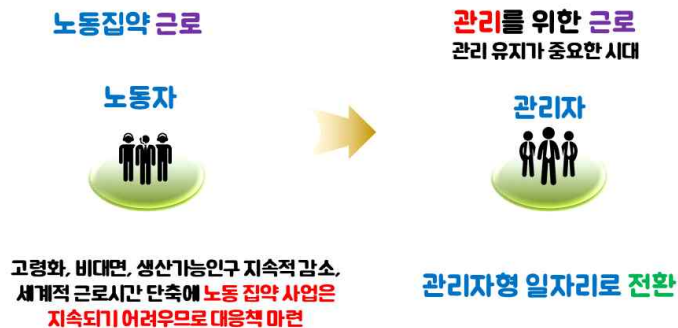 노동집약 근로
노동자
고령화, 비대면, 생산가능인구 지속적 감소,
세계적 근로시간 단축에 노동 집약 사업은
지속되기 어려우므로 대응책 마련
관리를 위한 근로
관리 유지가 중요한 시대
관리자
관리자형 일자리로 전환